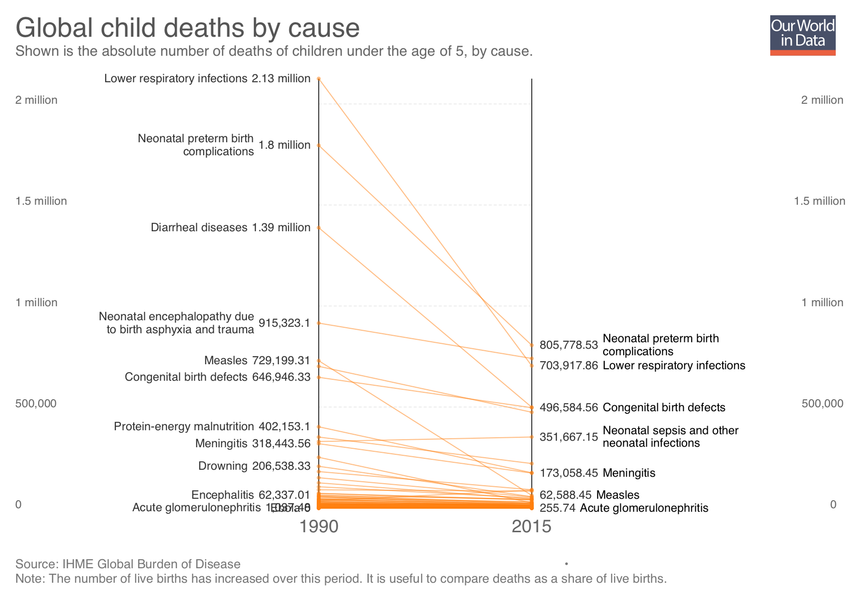 Global child deaths by cause
Our World
in Data
Shown is the absolute number of deaths of children under the age of 5, by cause.
Lower respiratory infections 2.13 million
2 million
2 million
Neonatal preterm birth
complications 1.8 million
1.5 million
1.5 million
Diarrheal diseases 1.39 million
1 million
1 million
Neonatal encephalopathy due
to birth asphyxia and trauma 915,323.1
805,778.53 Neonatal preterm birth
complications
Measles 729,199.31
703,917.86 Lower respiratory infections
Congenital birth defects 646,946.33
500,000
496,584.56 Congenital birth defects
500,000
Protein-energy malnutrition 402,153.1
351,667.15 Neonatal sepsis and other
neonatal infections
Meningitis 318,443.56
Drowning 206,538.33
173,058.45 Meningitis
Encephalitis 62,337.01
62,588.45 Measles
0
0
Acute glomerulonephritis
255.74 Acute glomerulonephritis
1990
2015
Source: IHME Global Burden of Disease
Note: The number of live births has increased over this period. It is useful to compare deaths as a share of live births.